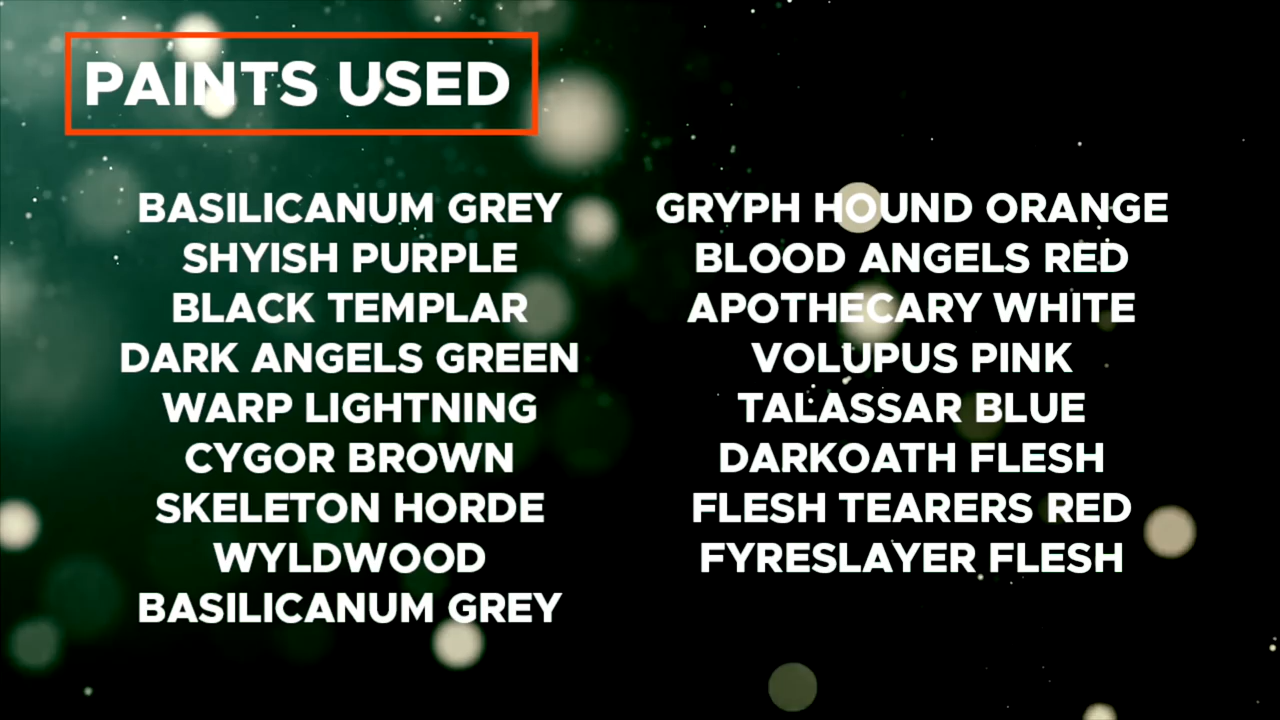 PAINTS USED
BASILICANUM GREY
SHYISH PURPLE
BLACK TEMPLAR
DARK ANGELS GREEN
WARP LIGHTNING
CYGOR BROWN
SKELETON HORDE
WYLDWOOD
BASILICANUM GREY
GRYPH HOUND ORANGE
BLOOD ANGELS RED
APOTHECARY WHITE
VOLUPUS PINK
TALASSAR BLUE
DARKOATH FLESH
FLESH TEARERS RED
FYRESLAYER FLESH